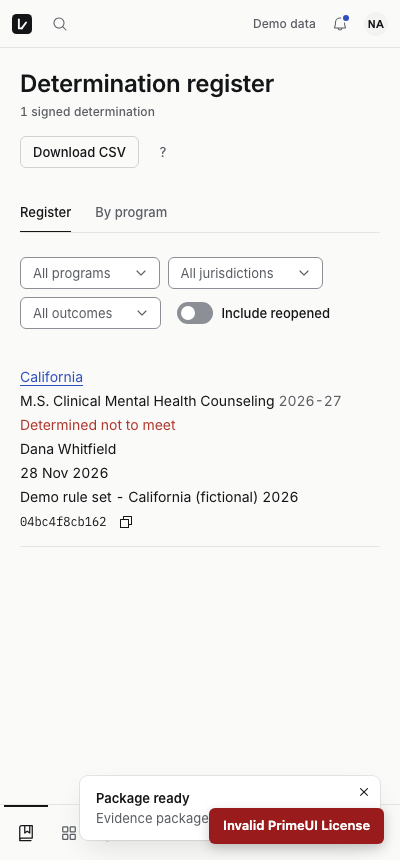 Demo data
NA
Determination register
1 signed determination
Download CSV
?
Register
By program
All programs
All jurisdictions
All outcomes
Include reopened
California
M.S. Clinical Mental Health Counseling 2026-27
Determined not to meet
Dana Whitfield
28 Nov 2026
Demo rule set - California (fictional) 2026
04bc4f8cb162
Package ready
Evidence package
Invalid PrimeUI License